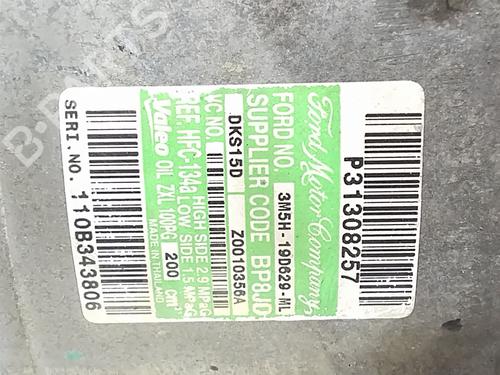 P31308257
Ford Motor Company
FORD NO. 3M5H-19D629-ML
SUPPLIER CODE BP8JD
DKS15D Z0010356A
VC NO. HIGH SIDE 2.9 MPaG
REF. HFC-134a LOW SIDE 1.5 MPaG
Valeo OIL ZXL 100PG 200 cm³
MADE IN THAILAND
SERI.NO. 110B343806
B-PARTS